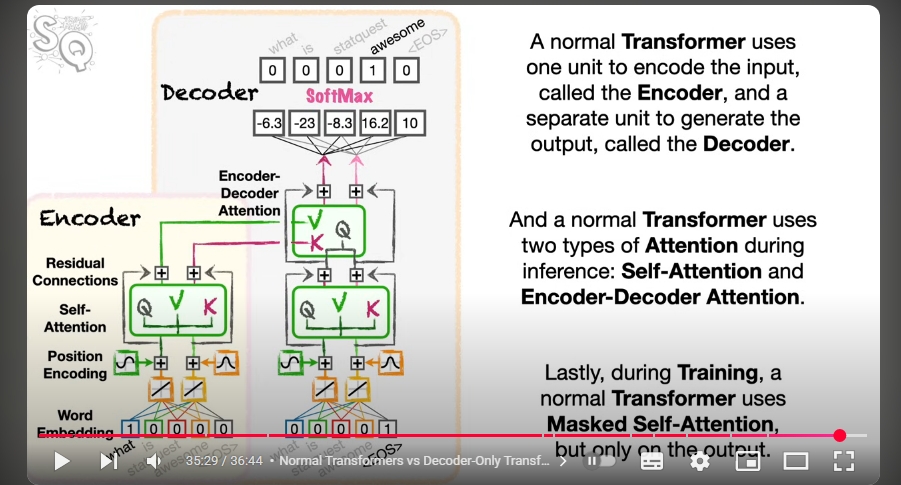 SQ
what
is
statquest
awesome
<EOS>
0 0 0 1 0
Decoder
SoftMax
-6.3 -23 -8.3 16.2 10
Encoder-
Decoder
Attention
V
K
Q
Encoder
Residual
Connections
Self-
Attention
Q V K
Q V K
Position
Encoding
Word
Embedding
1 0 0 0 0
0 0 0 0 1
what
is
statquest
awesome
<EOS>
what
is
statquest
awesome
<EOS>
A normal Transformer uses
one unit to encode the input,
called the Encoder, and a
separate unit to generate the
output, called the Decoder.
And a normal Transformer uses
two types of Attention during
inference: Self-Attention and
Encoder-Decoder Attention.
Lastly, during Training, a
normal Transformer uses
Masked Self-Attention,
but only on the output.
35:29 / 36:44 • Normal Transformers vs Decoder-Only Transf...